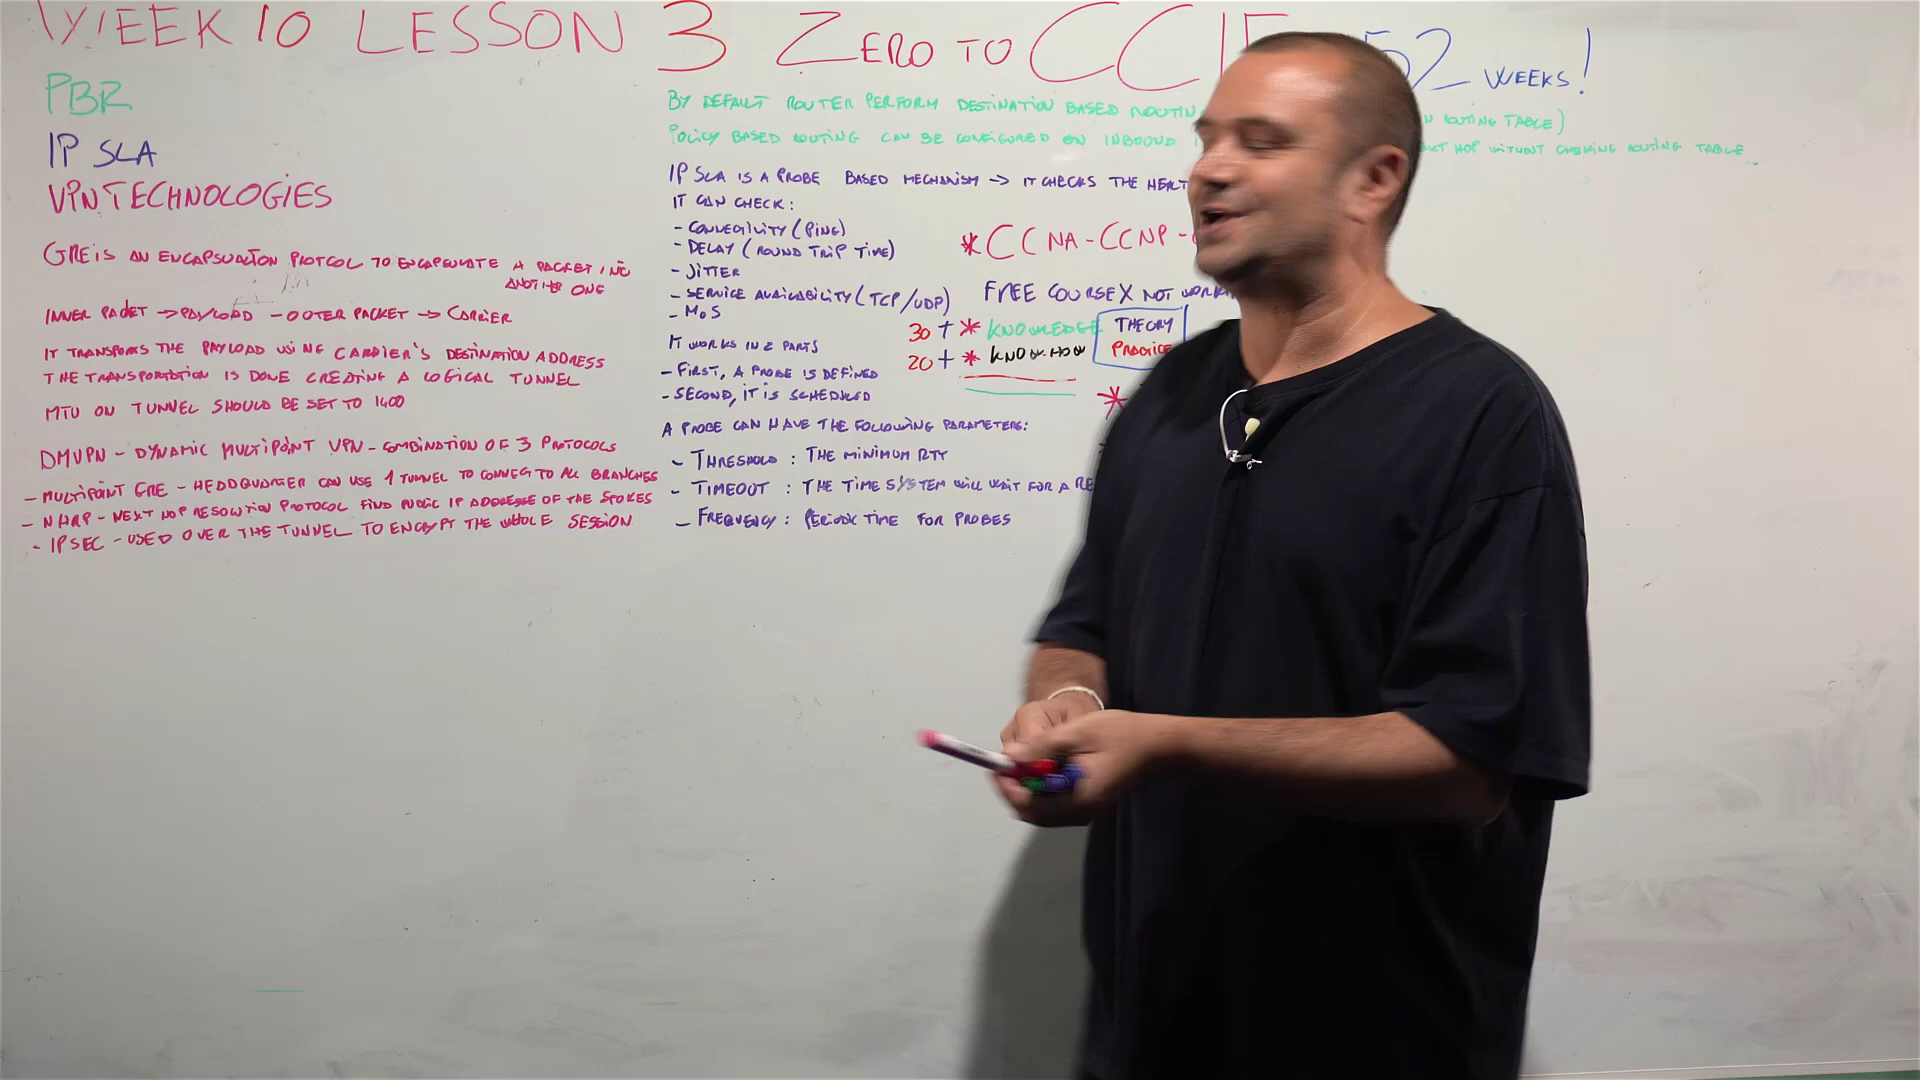 WEEK 10 LESSON 3 ZERO TO CCIE 52 WEEKS!
PBR
IP SLA
VPN TECHNOLOGIES
GRE IS AN ENCAPSUALTION PROTCOL TO ENCAPSULATE A PACKET INTO
ANOTHER ONE
INNER PACKET -> PAYLOAD - OUTER PACKET -> CARRIER
IT TRANSPORTS THE PAYLOAD USING CARRIER'S DESTINATION ADDRESS
THE TRANSPORTATION IS DONE CREATING A LOGICAL TUNNEL
MTU ON TUNNEL SHOULD BE SET TO 1400
DMVPN - DYNAMIC MULTIPOINT VPN - COMBINATION OF 3 PROTOCOLS
- MULTIPOINT GRE - HEADQUARTER CAN USE 1 TUNNEL TO CONNECT TO ALL BRANCHES
- NHRP - NEXT HOP RESOLUTION PROTOCOL FIND PUBLIC IP ADDRESSE OF THE SPOKES
- IPSEC - USED OVER THE TUNNEL TO ENCRYPT THE WHOLE SESSION
BY DEFAULT ROUTER PERFORM DESTINATION BASED ROUTIN ROUTING TABLE)
POLICY BASED ROUTING CAN BE CONFIGURED ON INBOUND HOP WITHOUT CHECKING ROUTING TABLE
IP SLA IS A PROBE BASED MECHANISM -> IT CHECKS THE HEALT
IT CAN CHECK:
- CONNECTIVITY (PING)
- DELAY (ROUND TRIP TIME)
- JITTER
- SERVICE AVAILABILITY (TCP/UDP)
- MoS
IT WORKS IN 2 PARTS
- FIRST, A PROBE IS DEFINED
- SECOND, IT IS SCHEDULED
A PROBE CAN HAVE THE FOLLOWING PARAMETERS:
- THRESHOLD : THE MINIMUM RTT
- TIMEOUT : THE TIME SYSTEM WILL WAIT FOR A RE
- FREQUENCY : PERIODIC TIME FOR PROBES
* CCNA - CCNP -
FREE COURSE X NOT WORKI
30 + * KNOWLEDGE THEORY
20 + * KNOW-HOW PRACTICE
*